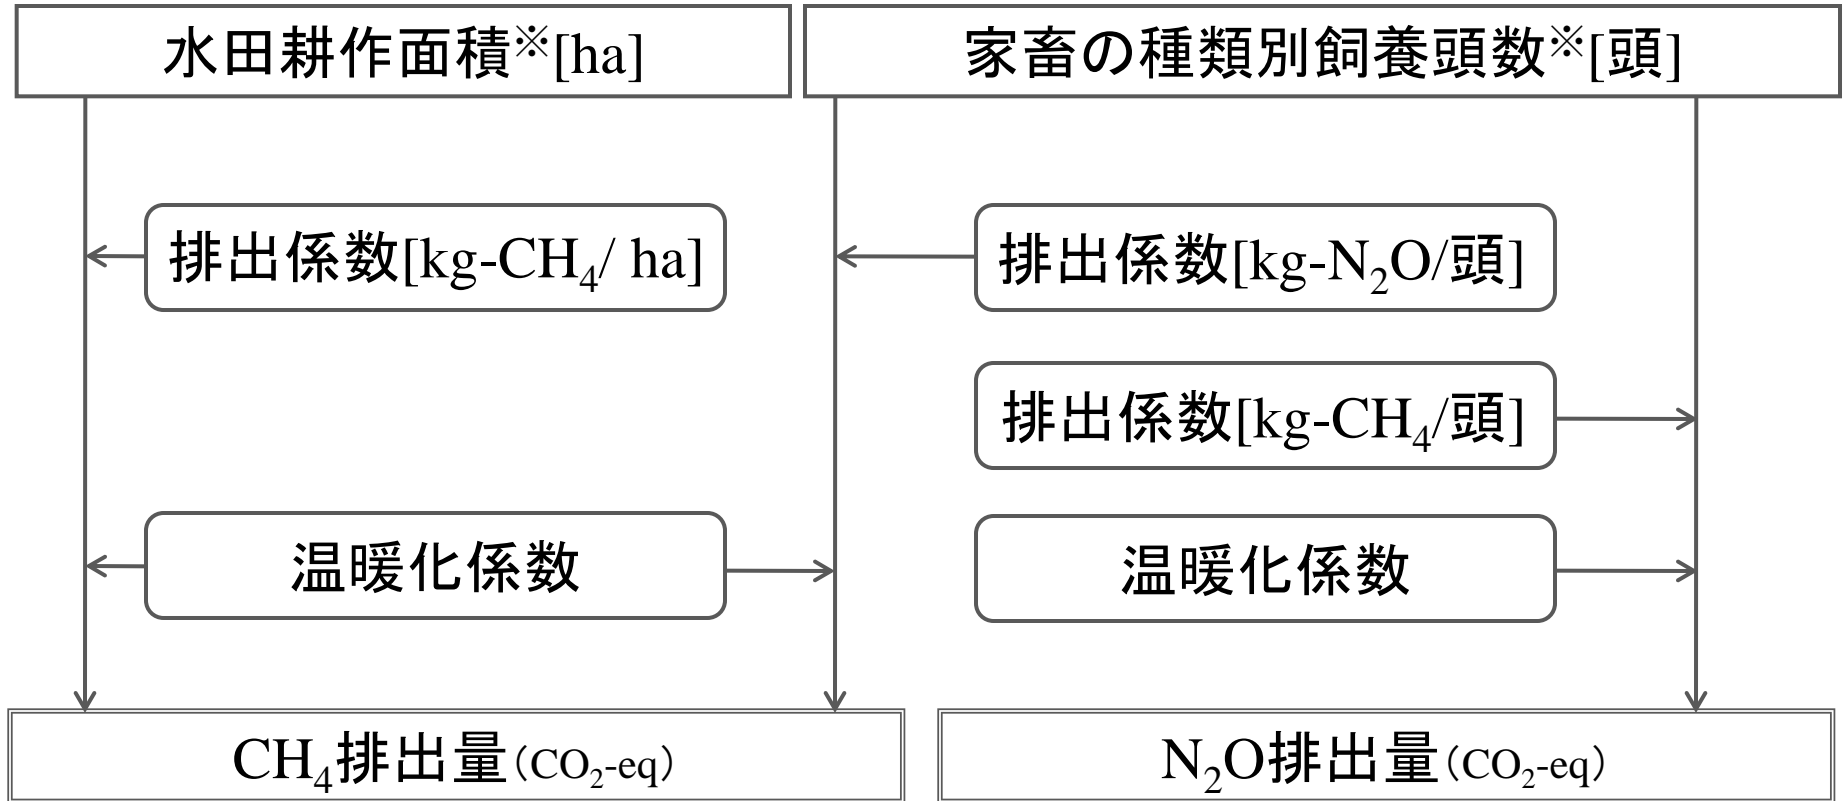 水田耕作面積※[ha]
家畜の種類別飼養頭数※[頭]
排出係数[kg-CH₄/ ha]
排出係数[kg-N₂O/頭]
排出係数[kg-CH₄/頭]
温暖化係数
温暖化係数
CH₄排出量(CO₂-eq)
N₂O排出量(CO₂-eq)